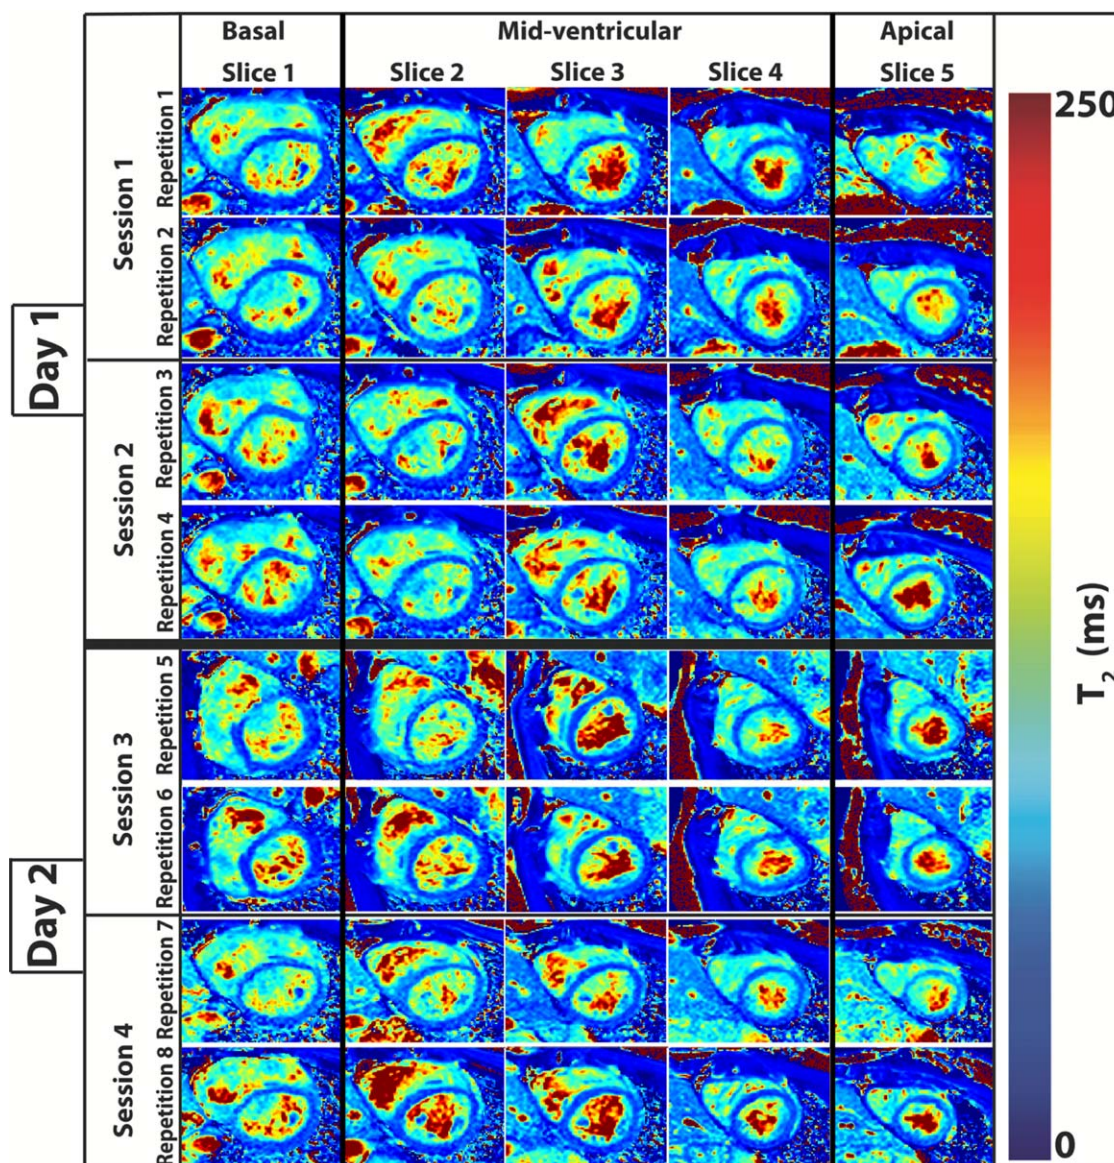 Basal
Mid-ventricular
Apical
Slice 1
Slice 2
Slice 3
Slice 4
Slice 5
250
Day 1
Session 1
Repetition 1
Repetition 2
Session 2
Repetition 3
Repetition 4
Day 2
Session 3
Repetition 5
Repetition 6
Session 4
Repetition 7
Repetition 8
T2 (ms)
0